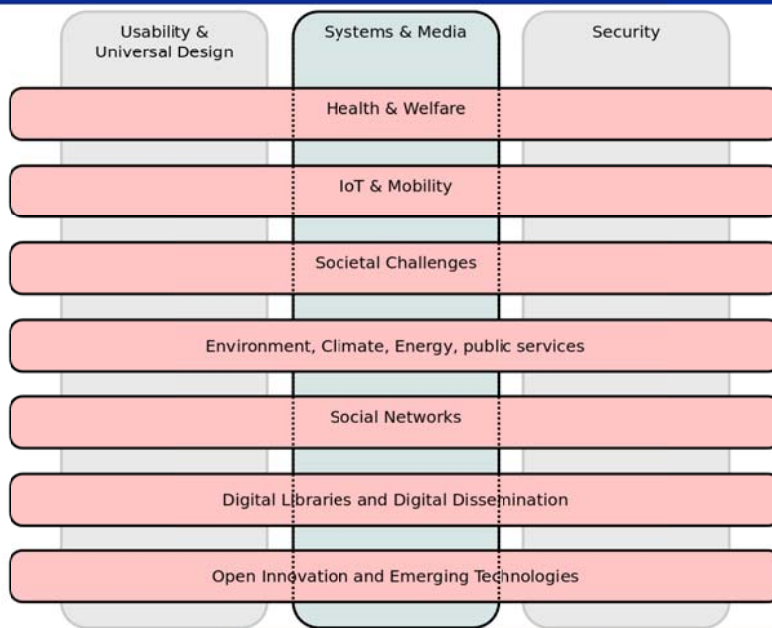 Usability &
Universal Design
Systems & Media
Security
Health & Welfare
IoT & Mobility
Societal Challenges
Environment, Climate, Energy, public services
Social Networks
Digital Libraries and Digital Dissemination
Open Innovation and Emerging Technologies